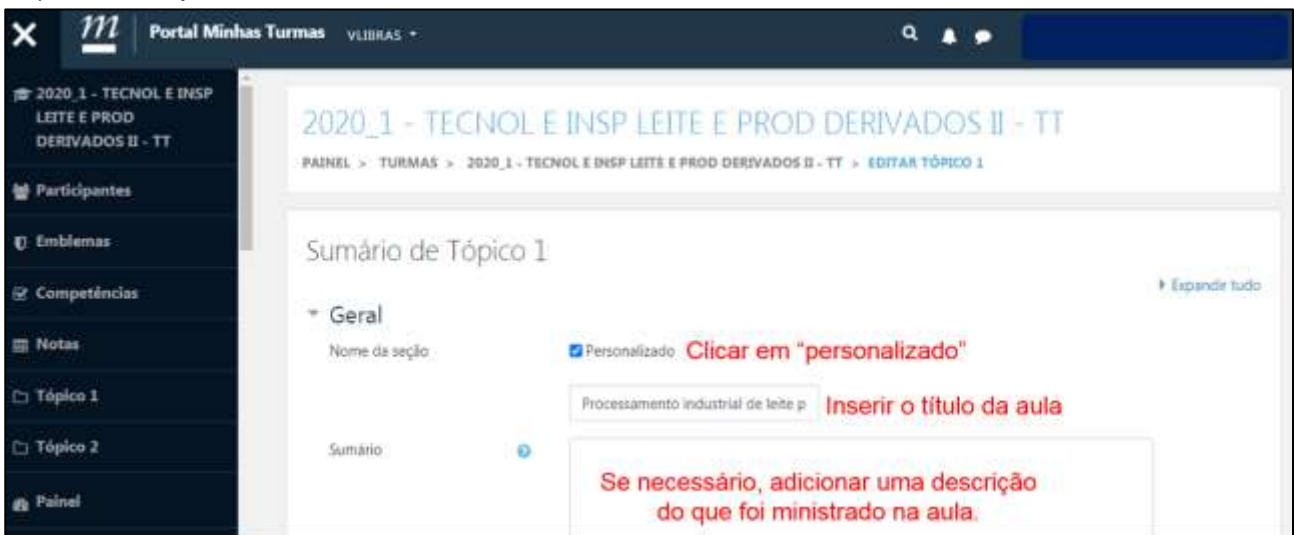 m Portal Minhas Turmas VLIBRAS
2020_1 - TECNOL E INSP
LEITE E PROD
DERIVADOS II - TT
Participantes
Emblemas
Competências
Notas
Tópico 1
Tópico 2
Painel
2020_1 - TECNOL E INSP LEITE E PROD DERIVADOS II - TT
PAINEL > TURMAS > 2020_1 - TECNOL E INSP LEITE E PROD DERIVADOS II - TT > EDITAR TÓPICO 1
Sumário de Tópico 1
Expandir tudo
Geral
Nome da seção Personalizado Clicar em “personalizado”
Processamento industrial de leite p Inserir o título da aula
Sumário
Se necessário, adicionar uma descrição
do que foi ministrado na aula.